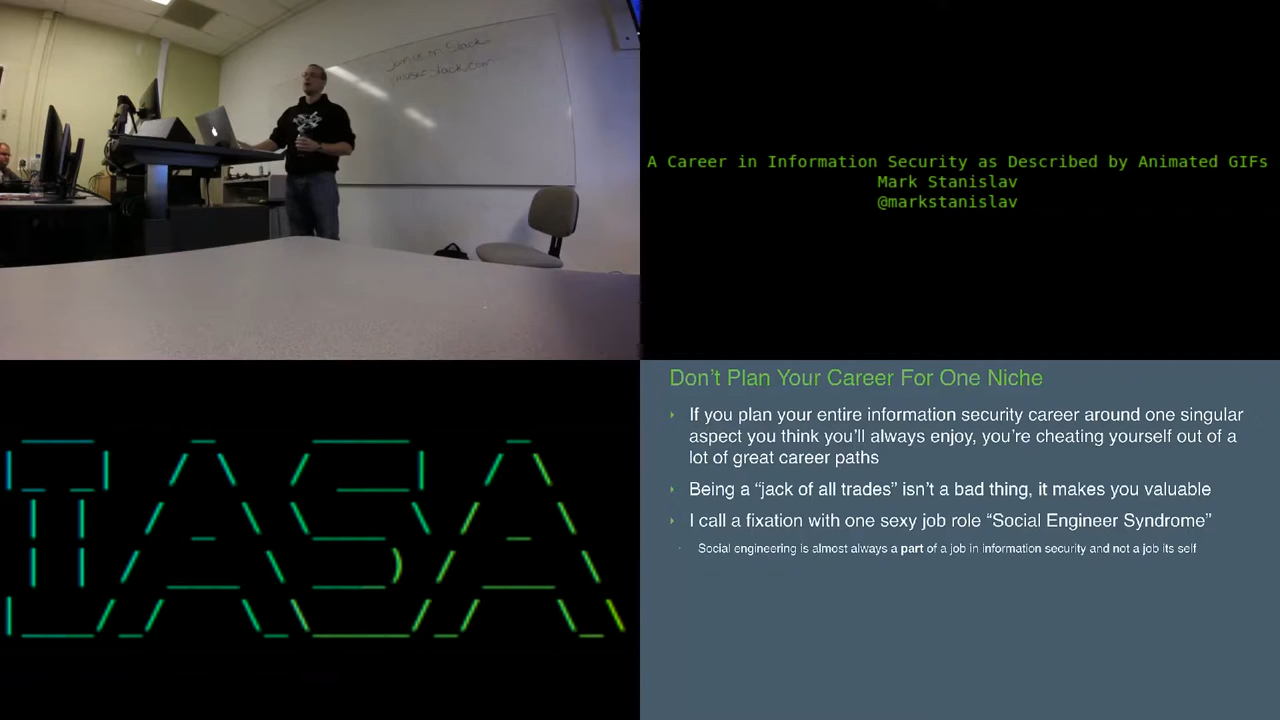 Join us on Slack:
A Career in Information Security as Described by Animated GIFs
Mark Stanislav
@markstanislav
IASA
Don't Plan Your Career For One Niche
If you plan your entire information security career around one singular
aspect you think you'll always enjoy, you're cheating yourself out of a
lot of great career paths
Being a “jack of all trades” isn't a bad thing, it makes you valuable
I call a fixation with one sexy job role “Social Engineer Syndrome”
Social engineering is almost always a part of a job in information security and not a job its self